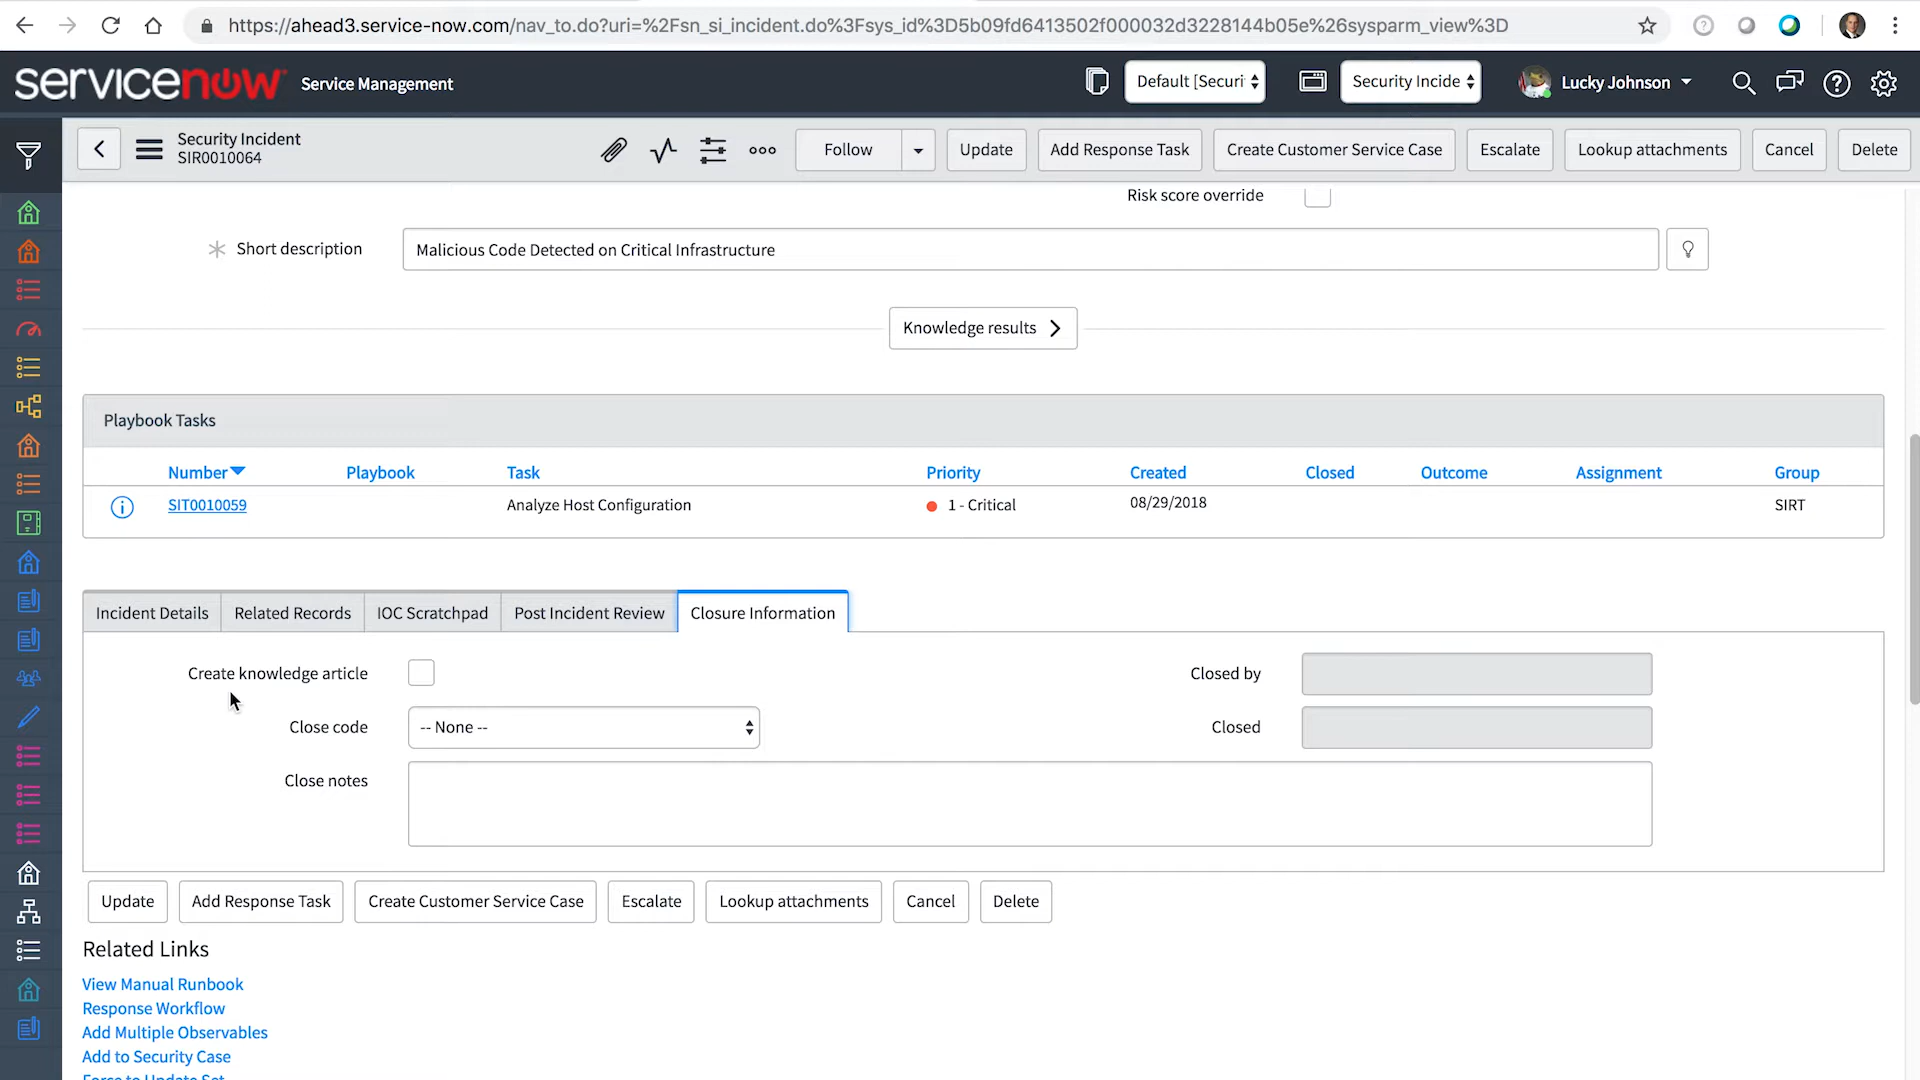 https://ahead3.service-now.com/nav_to.do?uri=%2Fsn_si_incident.do%3Fsys_id%3D5b09fd6413502f000032d3228144b05e%26sysparm_view%3D
servicenow Service Management
Default [Securi
Security Incide
Lucky Johnson
Security Incident
SIR0010064
Follow
Update
Add Response Task
Create Customer Service Case
Escalate
Lookup attachments
Cancel
Delete
Risk score override
Short description
Malicious Code Detected on Critical Infrastructure
Knowledge results
Playbook Tasks
Number Playbook Task Priority Created Closed Outcome Assignment Group
SIT0010059 Analyze Host Configuration 1 - Critical 08/29/2018 SIRT
Incident Details
Related Records
IOC Scratchpad
Post Incident Review
Closure Information
Create knowledge article
Closed by
Close code
-- None --
Closed
Close notes
Update
Add Response Task
Create Customer Service Case
Escalate
Lookup attachments
Cancel
Delete
Related Links
View Manual Runbook
Response Workflow
Add Multiple Observables
Add to Security Case
Force to Update Set